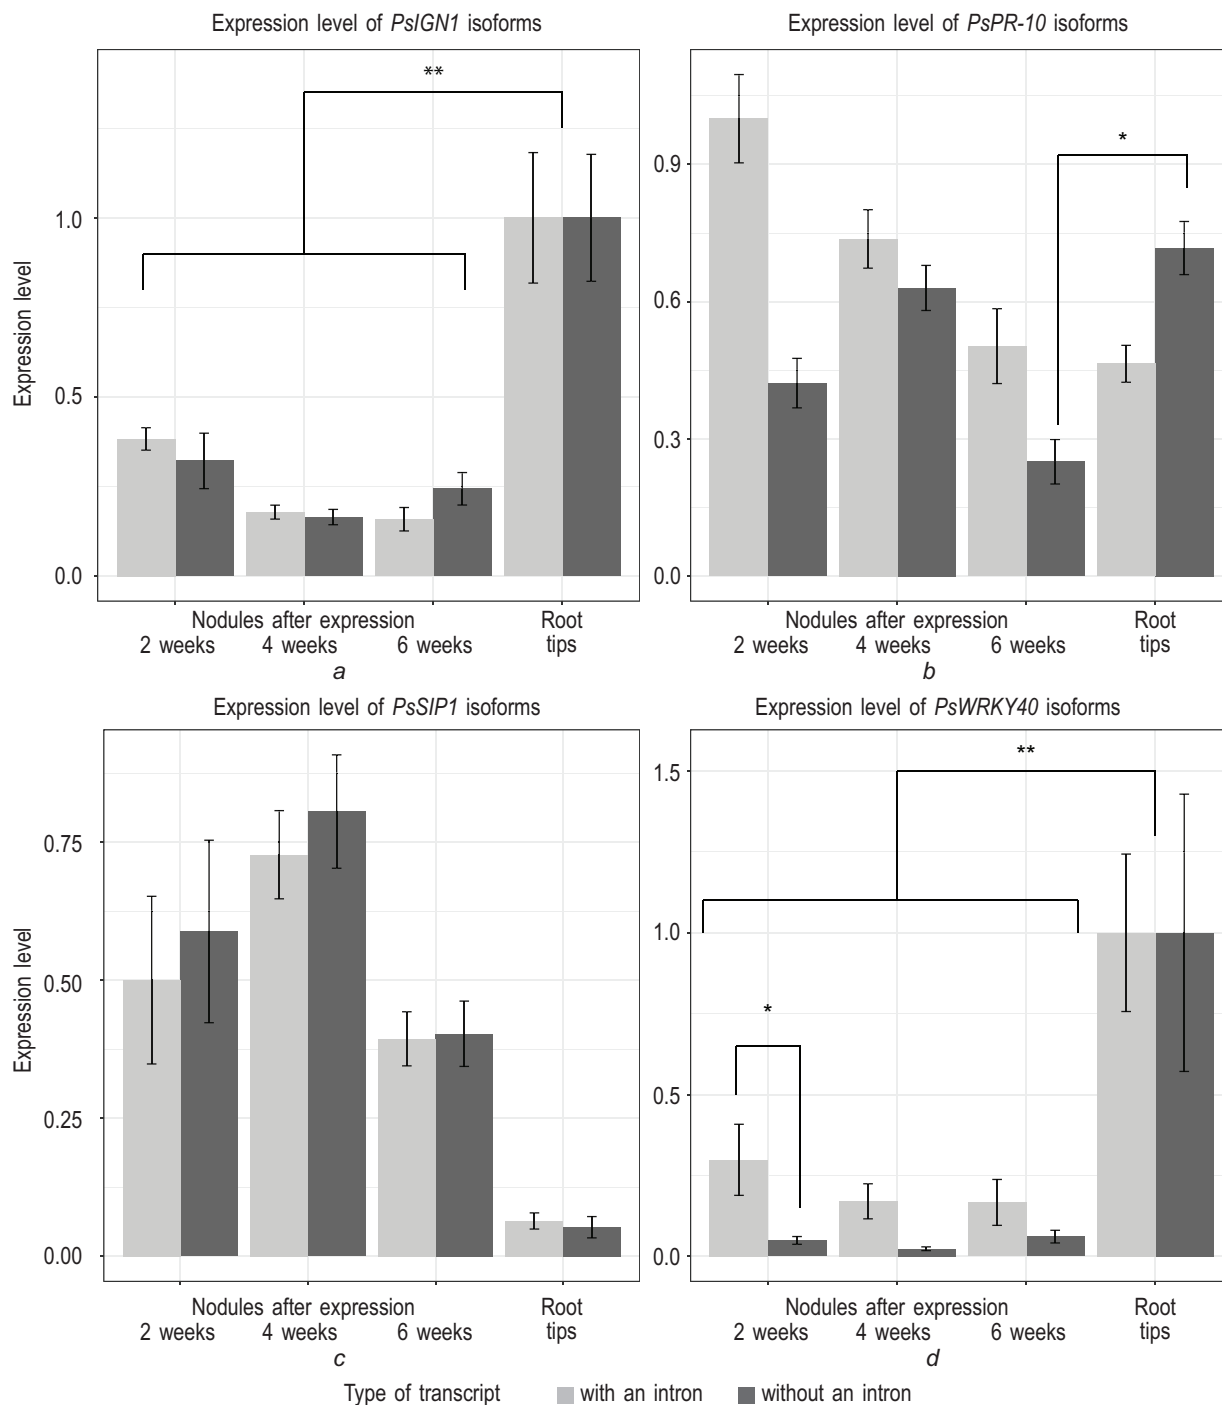 Expression level of PsIGN1 isoforms
**
Expression level
1.0
0.5
0.0
Nodules after expression
2 weeks 4 weeks 6 weeks
Root
tips
a
Expression level of PsPR-10 isoforms
*
0.9
0.6
0.3
0.0
Nodules after expression
2 weeks 4 weeks 6 weeks
Root
tips
b
Expression level of PsSIP1 isoforms
Expression level
0.75
0.50
0.25
0.00
Nodules after expression
2 weeks 4 weeks 6 weeks
Root
tips
c
Expression level of PsWRKY40 isoforms
**
*
1.5
1.0
0.5
0.0
Nodules after expression
2 weeks 4 weeks 6 weeks
Root
tips
d
Type of transcript with an intron without an intron